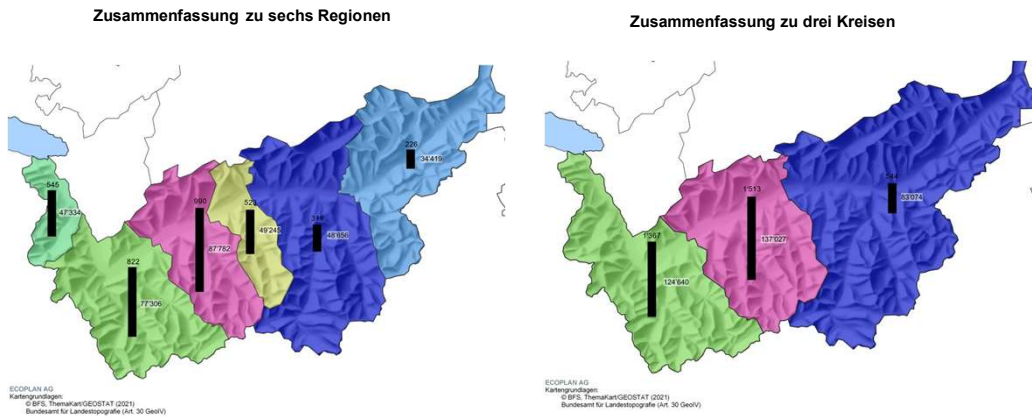 Zusammenfassung zu sechs Regionen
545
47'334
822
77'306
990
87'782
523
49'245
318
48'656
226
34'419
ECOPLAN AG
Kartengrundlagen:
© BFS, ThemaKart/GEOSTAT (2021)
Bundesamt für Landestopografie (Art. 30 GeoIV)
Zusammenfassung zu drei Kreisen
1'367
124'640
1'513
137'027
544
83'074
ECOPLAN AG
Kartengrundlagen:
© BFS, ThemaKart/GEOSTAT (2021)
Bundesamt für Landestopografie (Art. 30 GeoIV)